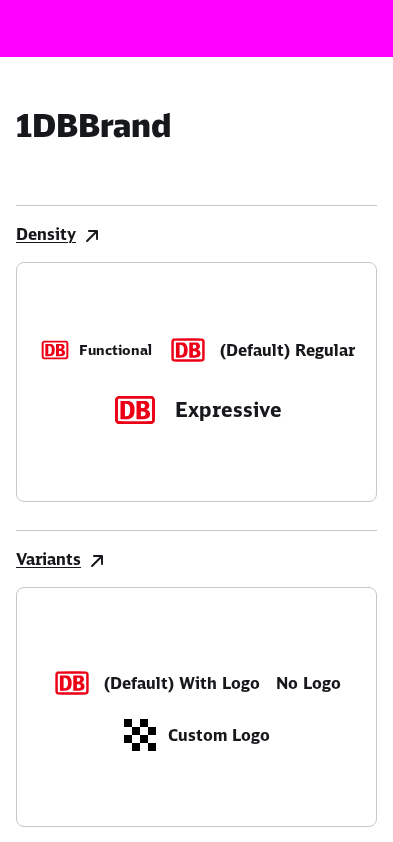 1DBBrand
Density
DB Functional DB (Default) Regular
DB Expressive
Variants
DB (Default) With Logo No Logo
Custom Logo